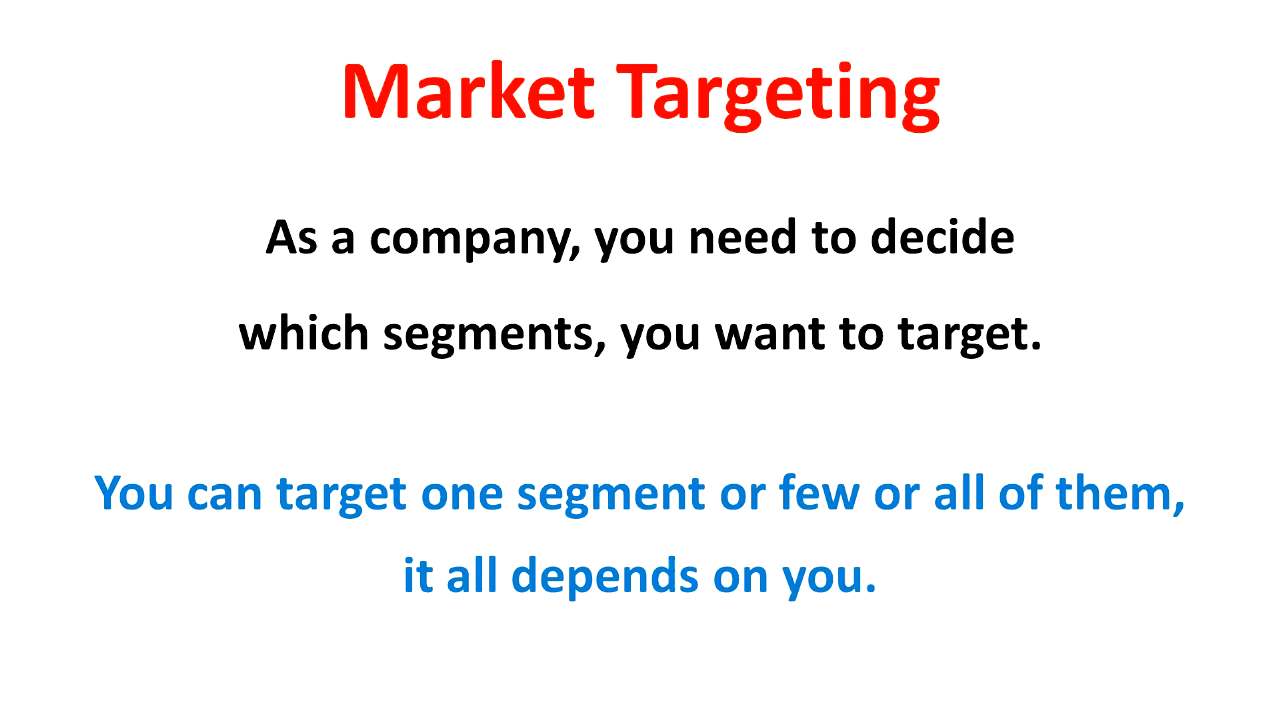 Market Targeting
As a company, you need to decide
which segments, you want to target.
You can target one segment or few or all of them,
it all depends on you.